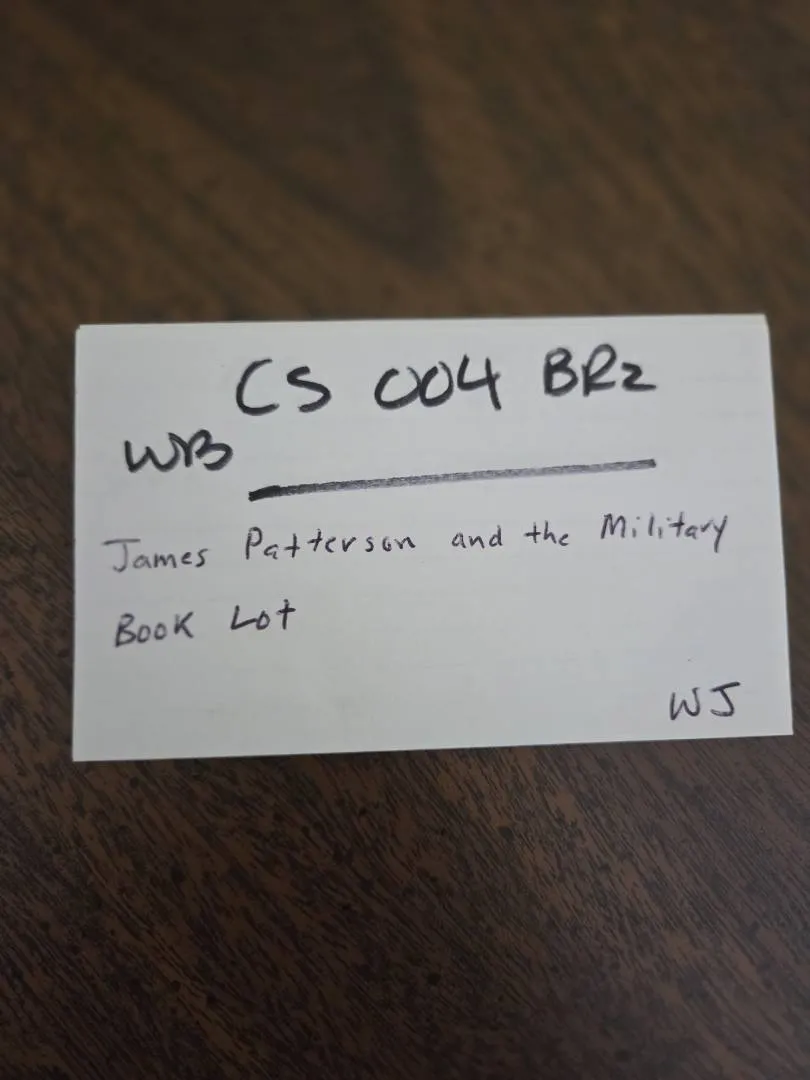 CS 004 BR2
WB
James Patterson and the Military
Book Lot
WJ